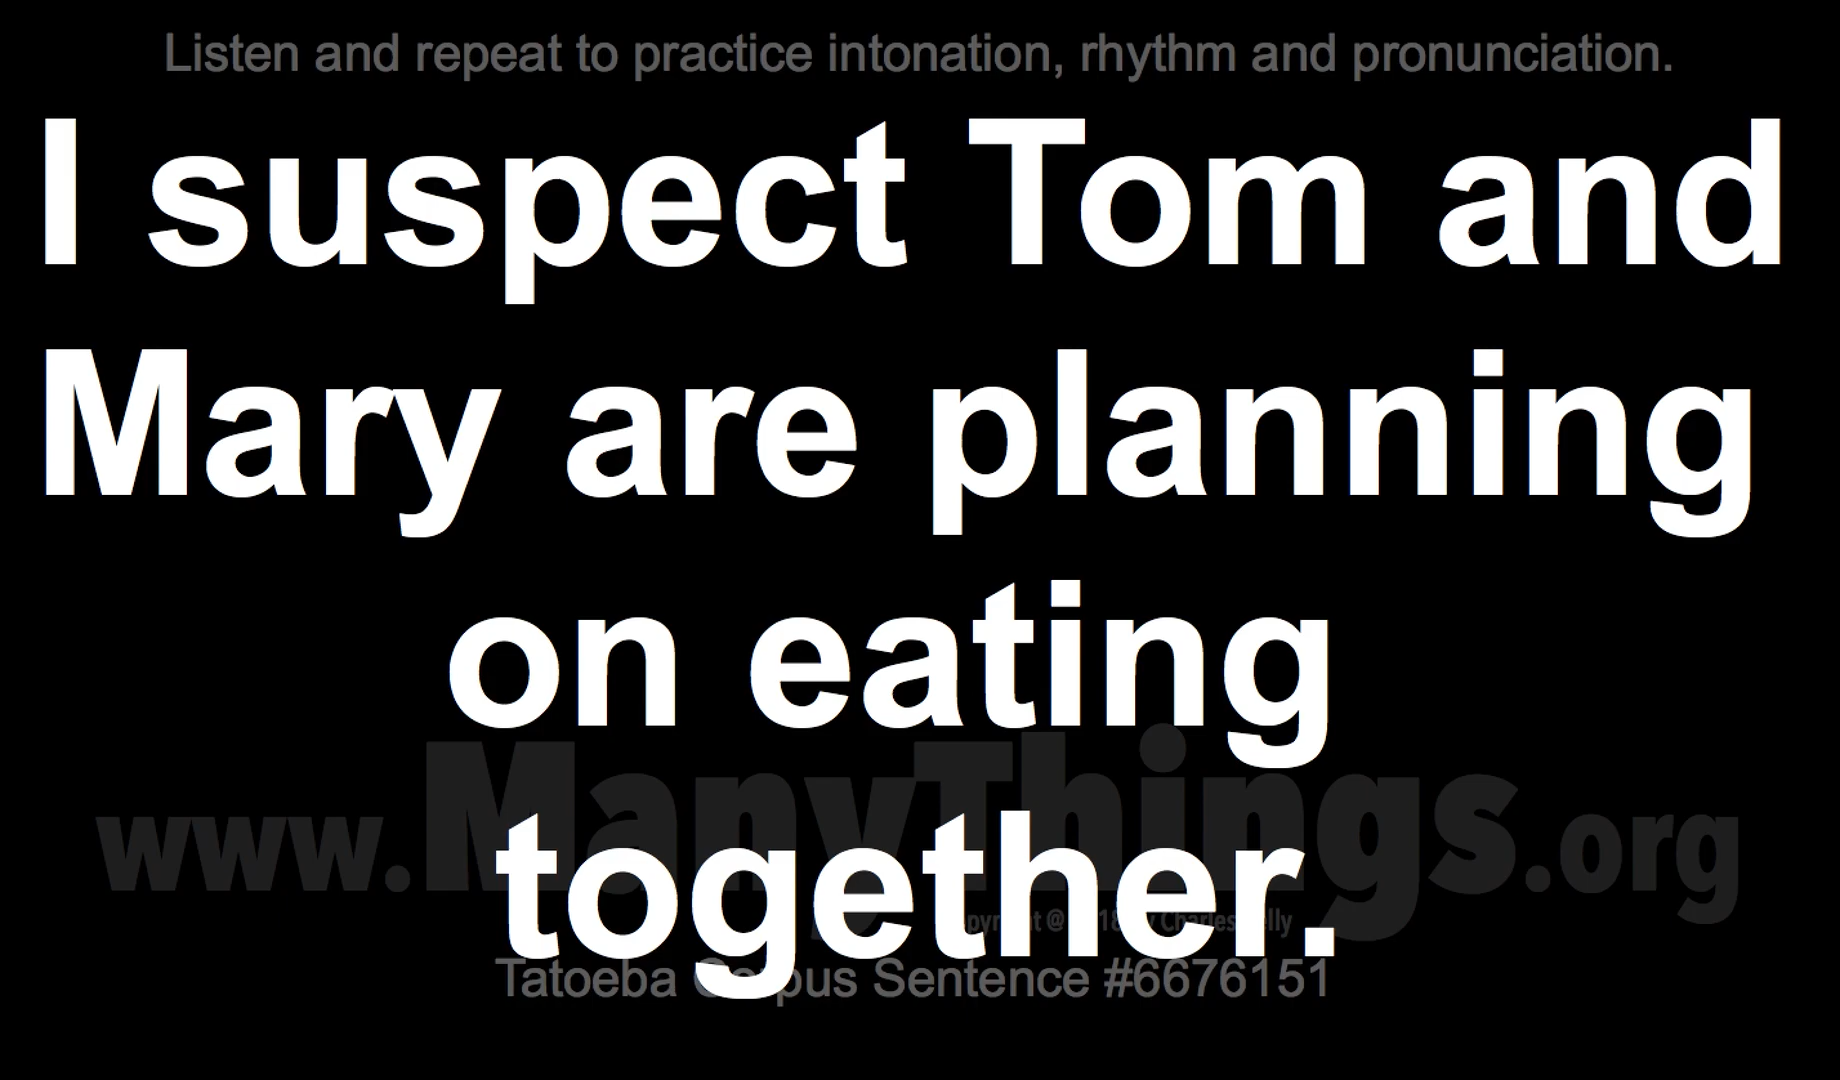 Listen and repeat to practice intonation, rhythm and pronunciation.
I suspect Tom and
Mary are planning
on eating
together.
www.ManyThings.org
Tatoeba Corpus Sentence #6676151